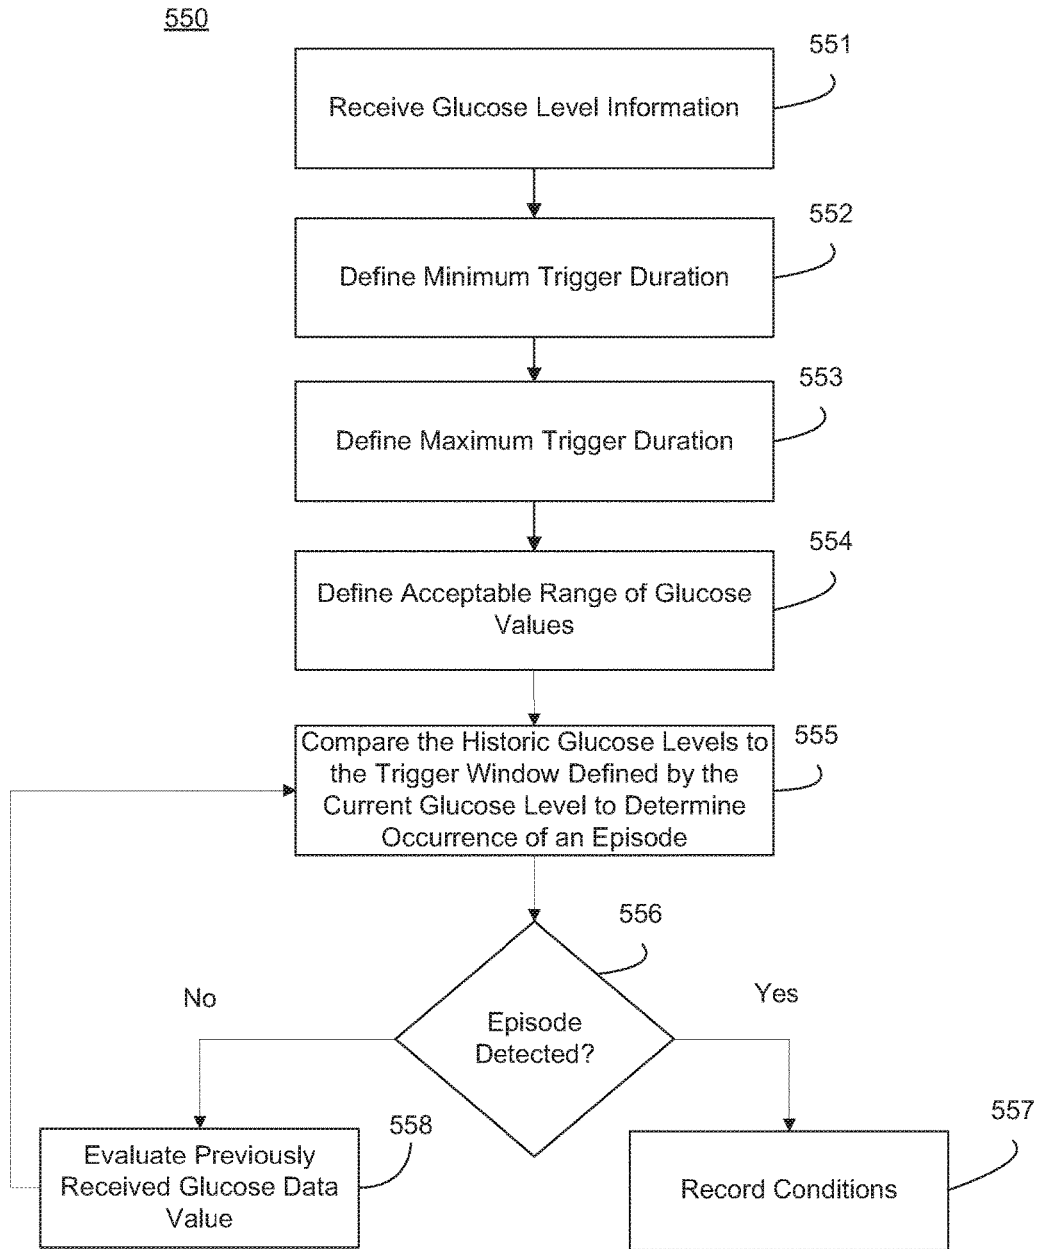 550
551
Receive Glucose Level Information
552
Define Minimum Trigger Duration
553
Define Maximum Trigger Duration
554
Define Acceptable Range of Glucose
Values
555
Compare the Historic Glucose Levels to
the Trigger Window Defined by the
Current Glucose Level to Determine
Occurrence of an Episode
556
No
Yes
Episode
Detected?
558
557
Evaluate Previously
Received Glucose Data
Value
Record Conditions